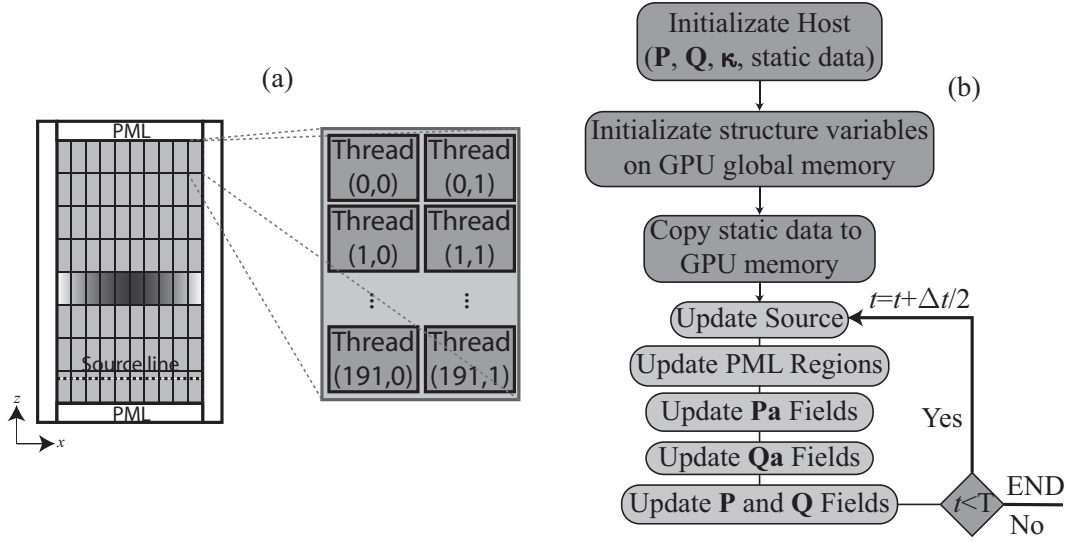 (a)
PML
Source line
PML
z
x
Thread
(0,0)
Thread
(0,1)
Thread
(1,0)
Thread
(1,1)
⋮
⋮
Thread
(191,0)
Thread
(191,1)
(b)
Initializate Host
(P, Q, κ, static data)
Initializate structure variables
on GPU global memory
Copy static data to
GPU memory
t=t+Δt/2
Update Source
Update PML Regions
Update Pa Fields
Yes
Update Qa Fields
Update P and Q Fields
t<T
END
No